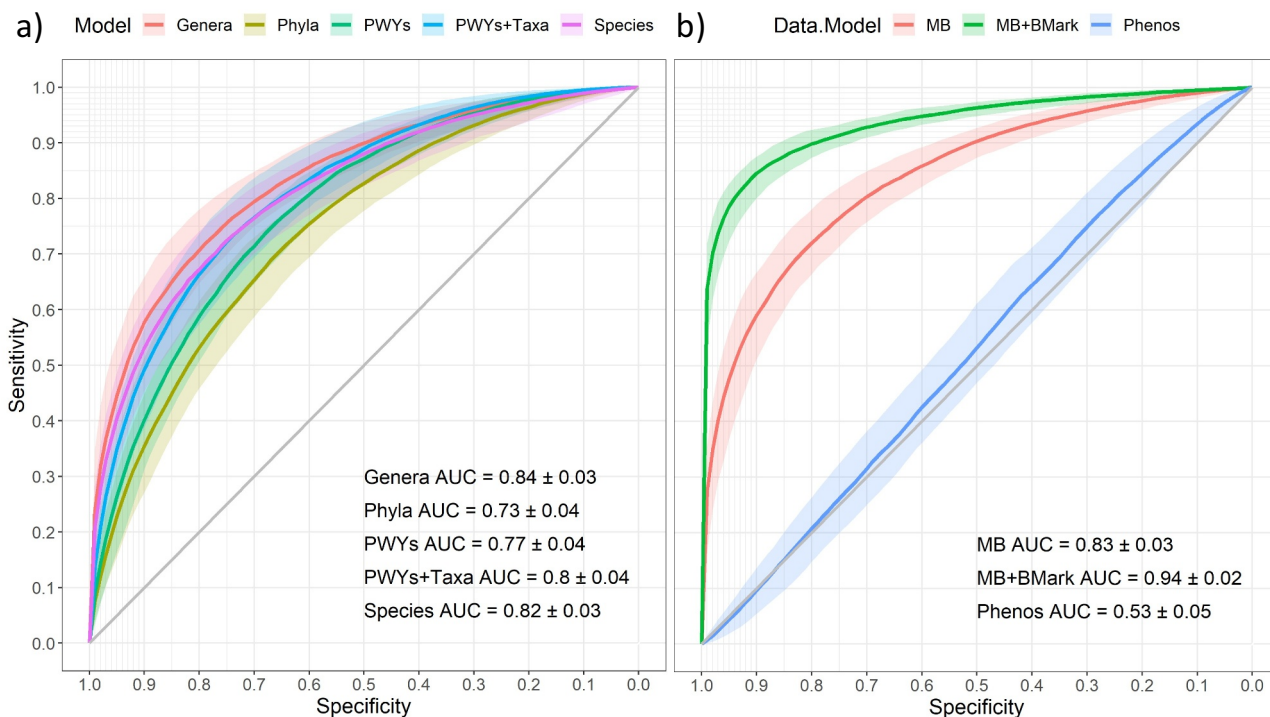 a) Model Genera Phyla PWYs PWYs+Taxa Species
1.0
0.9
0.8
0.7
0.6
0.5
0.4
0.3
0.2
0.1
0.0
Sensitivity
Genera AUC = 0.84 ± 0.03
Phyla AUC = 0.73 ± 0.04
PWYs AUC = 0.77 ± 0.04
PWYs+Taxa AUC = 0.8 ± 0.04
Species AUC = 0.82 ± 0.03
1.0 0.9 0.8 0.7 0.6 0.5 0.4 0.3 0.2 0.1 0.0
Specificity
b) Data.Model MB MB+BMark Phenos
MB AUC = 0.83 ± 0.03
MB+BMark AUC = 0.94 ± 0.02
Phenos AUC = 0.53 ± 0.05
1.0 0.9 0.8 0.7 0.6 0.5 0.4 0.3 0.2 0.1 0.0
Specificity